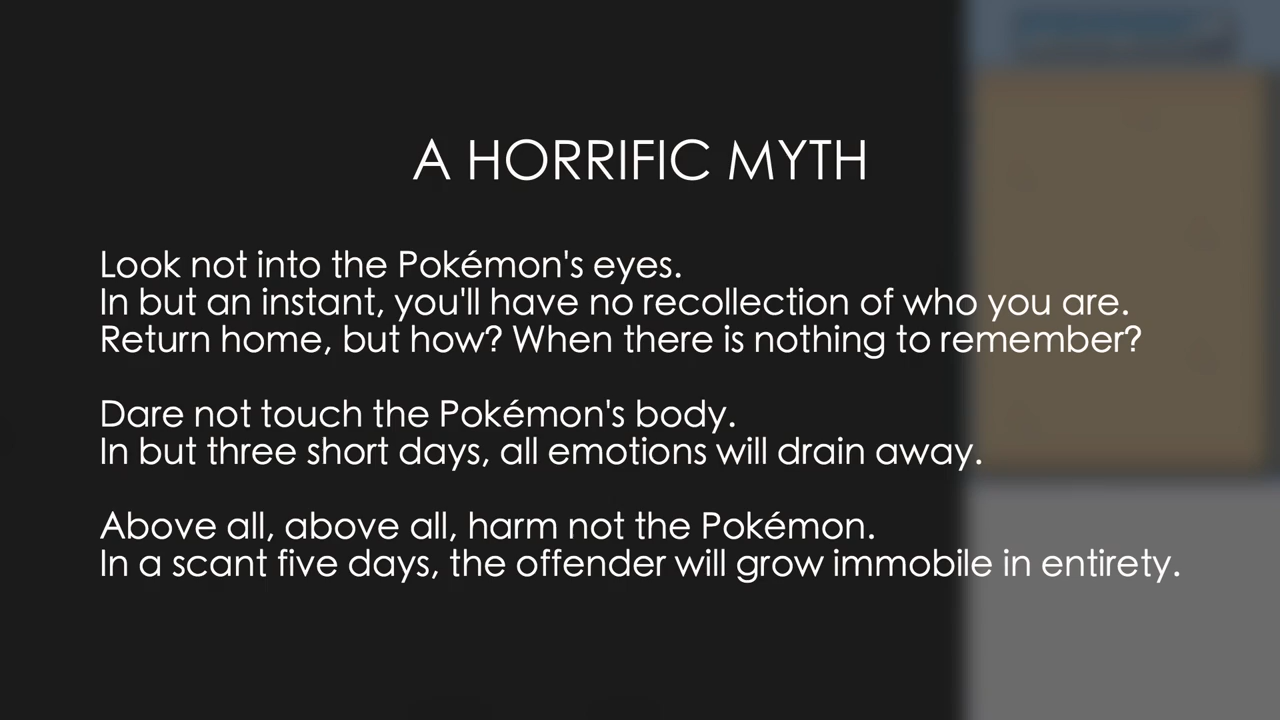 A HORRIFIC MYTH
Look not into the Pokémon's eyes.
In but an instant, you'll have no recollection of who you are.
Return home, but how? When there is nothing to remember?
Dare not touch the Pokémon's body.
In but three short days, all emotions will drain away.
Above all, above all, harm not the Pokémon.
In a scant five days, the offender will grow immobile in entirety.